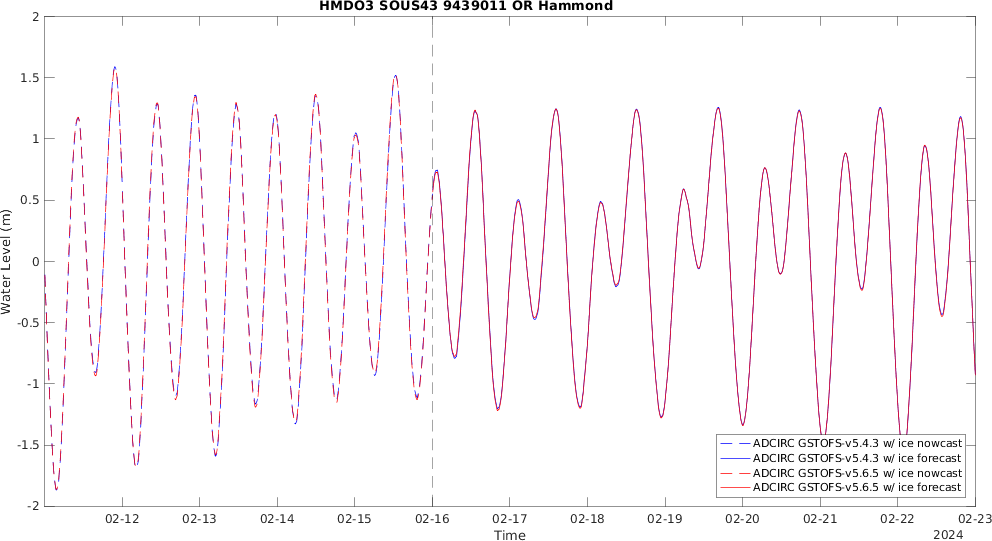 HMDO3 SOUS43 9439011 OR Hammond
2
1.5
1
0.5
0
-0.5
-1
-1.5
-2
Water Level (m)
ADCIRC GSTOFS-v5.4.3 w/ ice nowcast
ADCIRC GSTOFS-v5.4.3 w/ ice forecast
ADCIRC GSTOFS-v5.6.5 w/ ice nowcast
ADCIRC GSTOFS-v5.6.5 w/ ice forecast
02-12 02-13 02-14 02-15 02-16 02-17 02-18 02-19 02-20 02-21 02-22 02-23
Time
2024